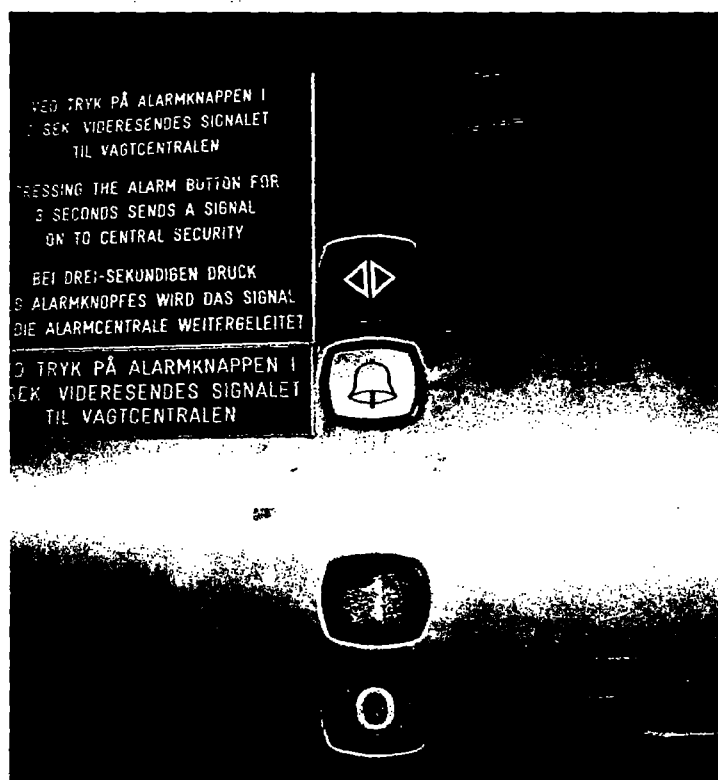 VED TRYK PÅ ALARMKNAPPEN I
SEK VIDERESENDES SIGNALET
TIL VAGTCENTRALEN
PRESSING THE ALARM BUTTON FOR
3 SECONDS SENDS A SIGNAL
ON TO CENTRAL SECURITY
BEI DREI-SEKUNDIGEN DRUCK
S ALARMKNOPFES WIRD DAS SIGNAL
DIE ALARMCENTRALE WEITERGELEITET
D TRYK PÅ ALARMKNAPPEN I
SEK VIDERESENDES SIGNALET
TIL VAGTCENTRALEN
1
0